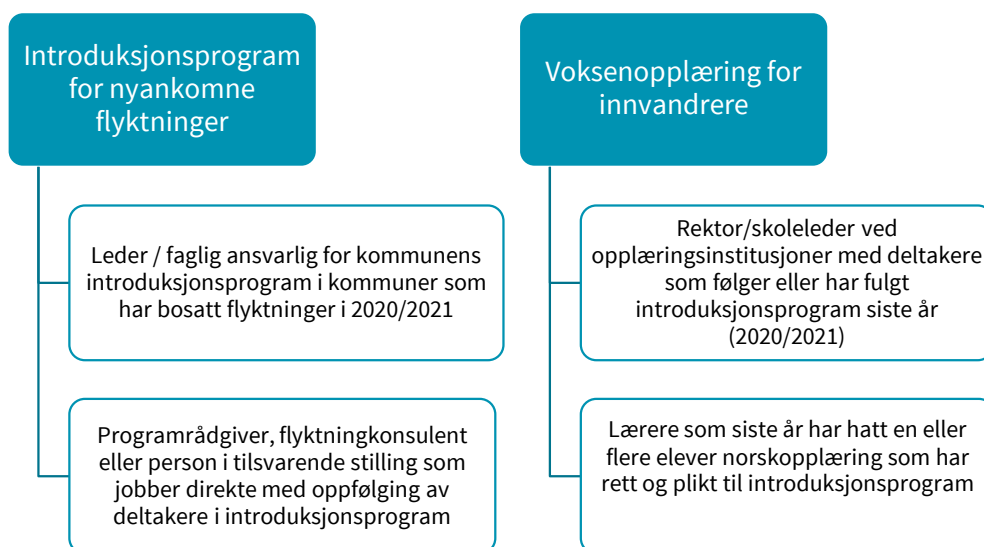 Introduksjonsprogram
for nyankomne
flyktninger
Leder / faglig ansvarlig for kommunens
introduksjonsprogram i kommuner som
har bosatt flyktninger i 2020/2021
Programrådgiver, flyktningkonsulent
eller person i tilsvarende stilling som
jobber direkte med oppfølging av
deltakere i introduksjonsprogram
Voksenopplæring for
innvandrere
Rektor/skoleleder ved
opplæringsinstitusjoner med deltakere
som følger eller har fulgt
introduksjonsprogram siste år
(2020/2021)
Lærere som siste år har hatt en eller
flere elever norskopplæring som har
rett og plikt til introduksjonsprogram